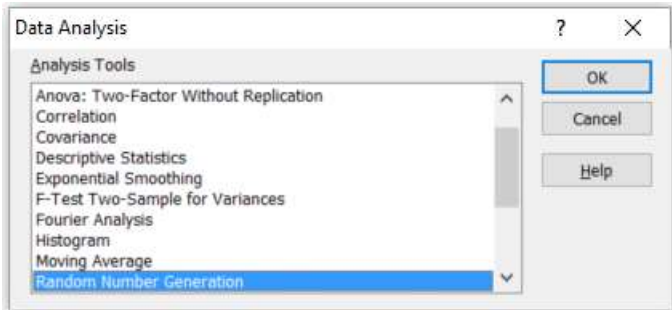 Data Analysis ? ×
Analysis Tools
Anova: Two-Factor Without Replication
Correlation
Covariance
Descriptive Statistics
Exponential Smoothing
F-Test Two-Sample for Variances
Fourier Analysis
Histogram
Moving Average
Random Number Generation
OK
Cancel
Help